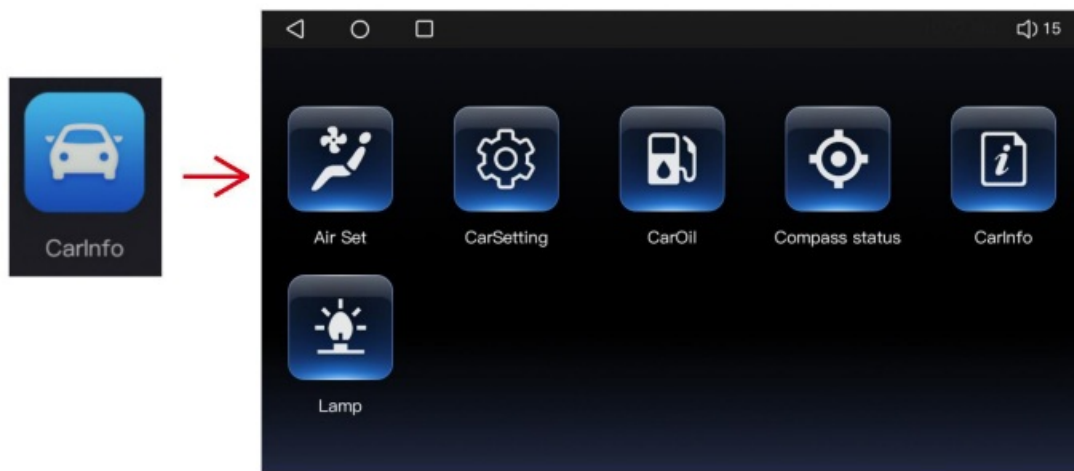 15
CarInfo
Air Set
CarSetting
CarOil
Compass status
CarInfo
Lamp